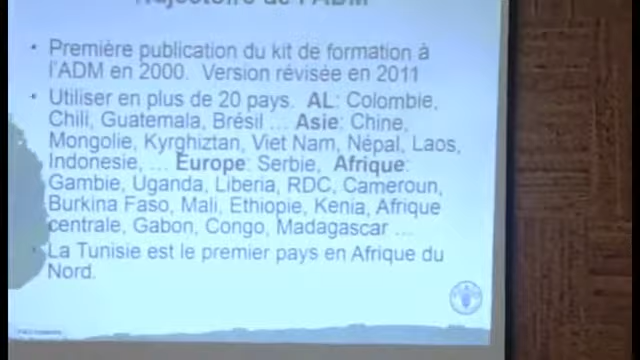 Trajectoire de l'ADM
• Première publication du kit de formation à
l'ADM en 2000. Version révisée en 2011
• Utiliser en plus de 20 pays. AL: Colombie,
Chili, Guatemala, Brésil ... Asie: Chine,
Mongolie, Kyrghiztan, Viet Nam, Népal, Laos,
Indonesie, ... Europe: Serbie, Afrique:
Gambie, Uganda, Liberia, RDC, Cameroun,
Burkina Faso, Mali, Ethiopie, Kenia, Afrique
centrale, Gabon, Congo, Madagascar ...
• La Tunisie est le premier pays en Afrique du
Nord.